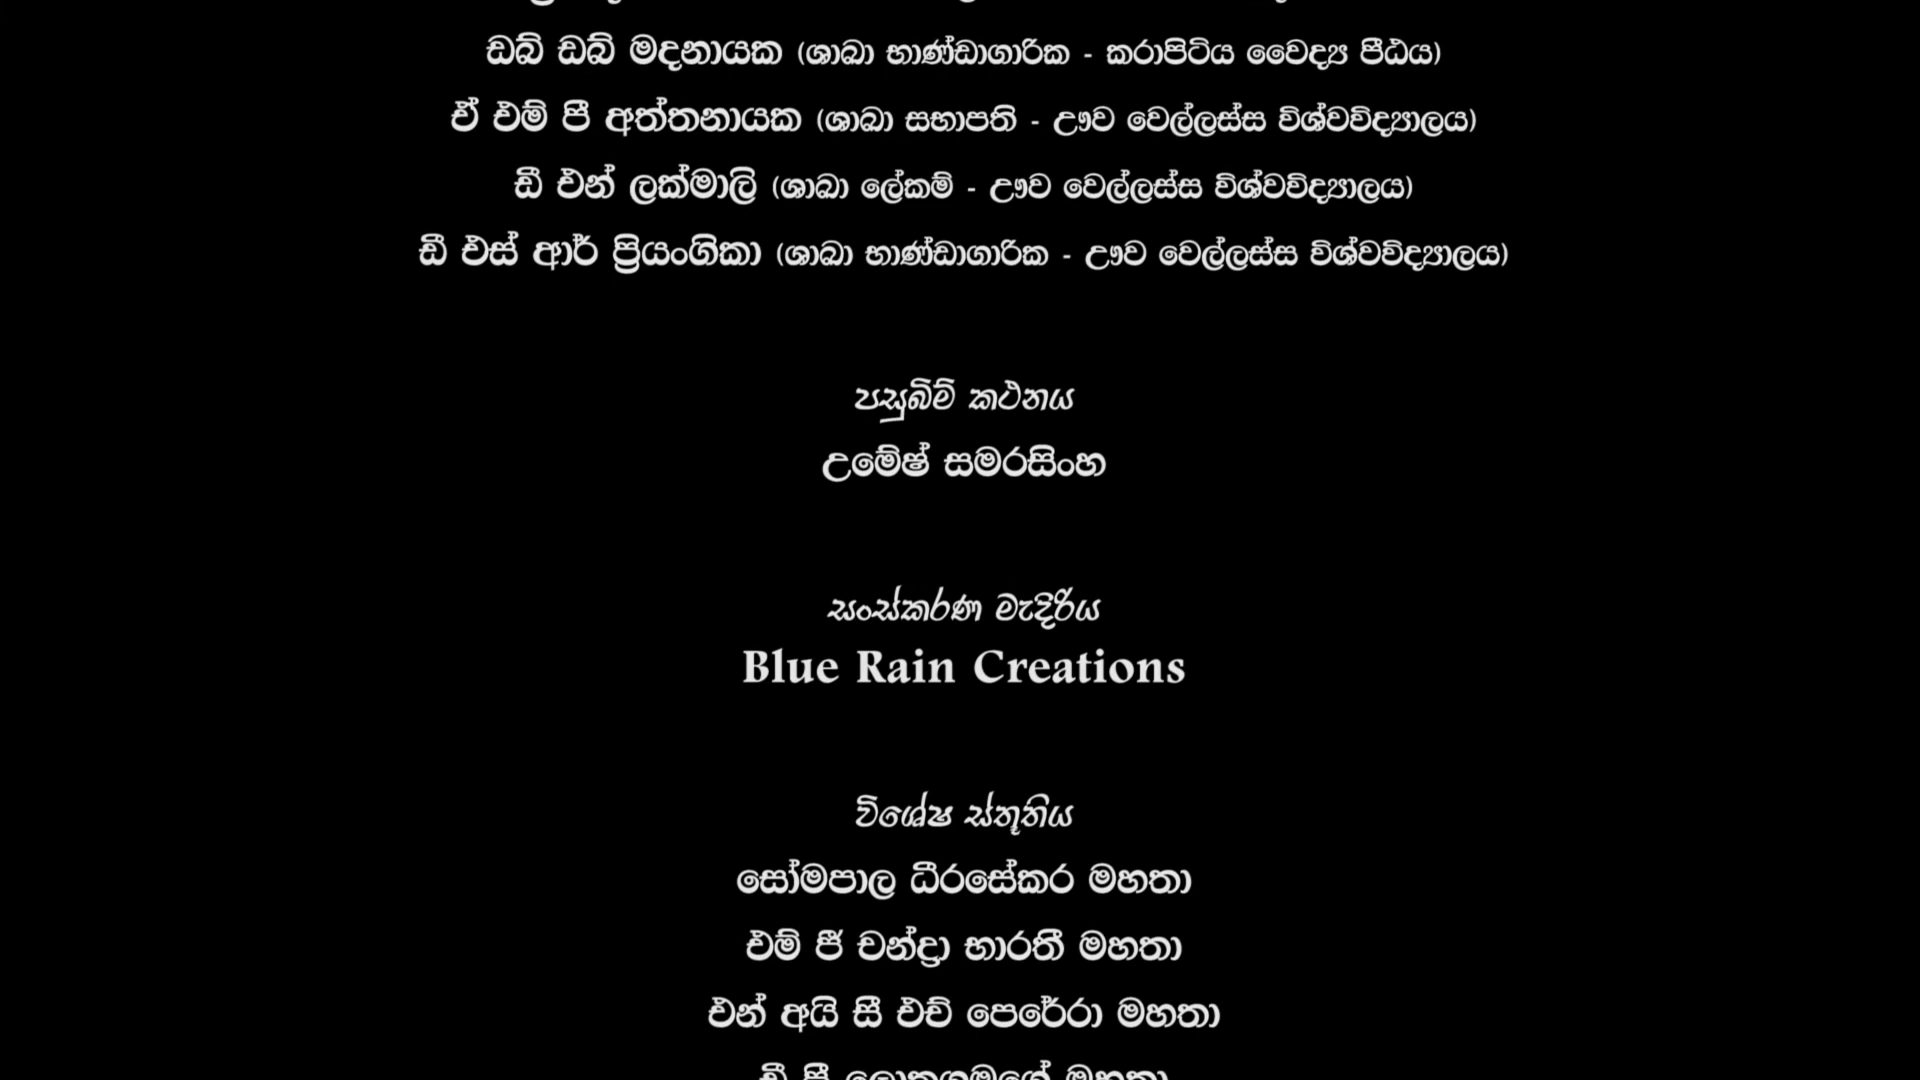 ඩබ් ඩබ් මදනායක (ශාඛා භාණ්ඩාගාරික - කරාපිටිය වෛද්‍ය පීඨය)
ඒ එම් පී අත්තනායක (ශාඛා සභාපති - ඌව වෙල්ලස්ස විශ්වවිද්‍යාලය)
ඩී එන් ලක්මාලි (ශාඛා ලේකම් - ඌව වෙල්ලස්ස විශ්වවිද්‍යාලය)
ඩී එස් ආර් ප්‍රියංගිකා (ශාඛා භාණ්ඩාගාරික - ඌව වෙල්ලස්ස විශ්වවිද්‍යාලය)
පසුබිම් කථනය
උමේෂ් සමරසිංහ
සංස්කරණ මැදිරිය
Blue Rain Creations
විශේෂ ස්තූතිය
සෝමපාල ධීරසේකර මහතා
එම් ජී චන්ද්‍රා භාරතී මහතා
එන් අයි සී එච් පෙරේරා මහතා